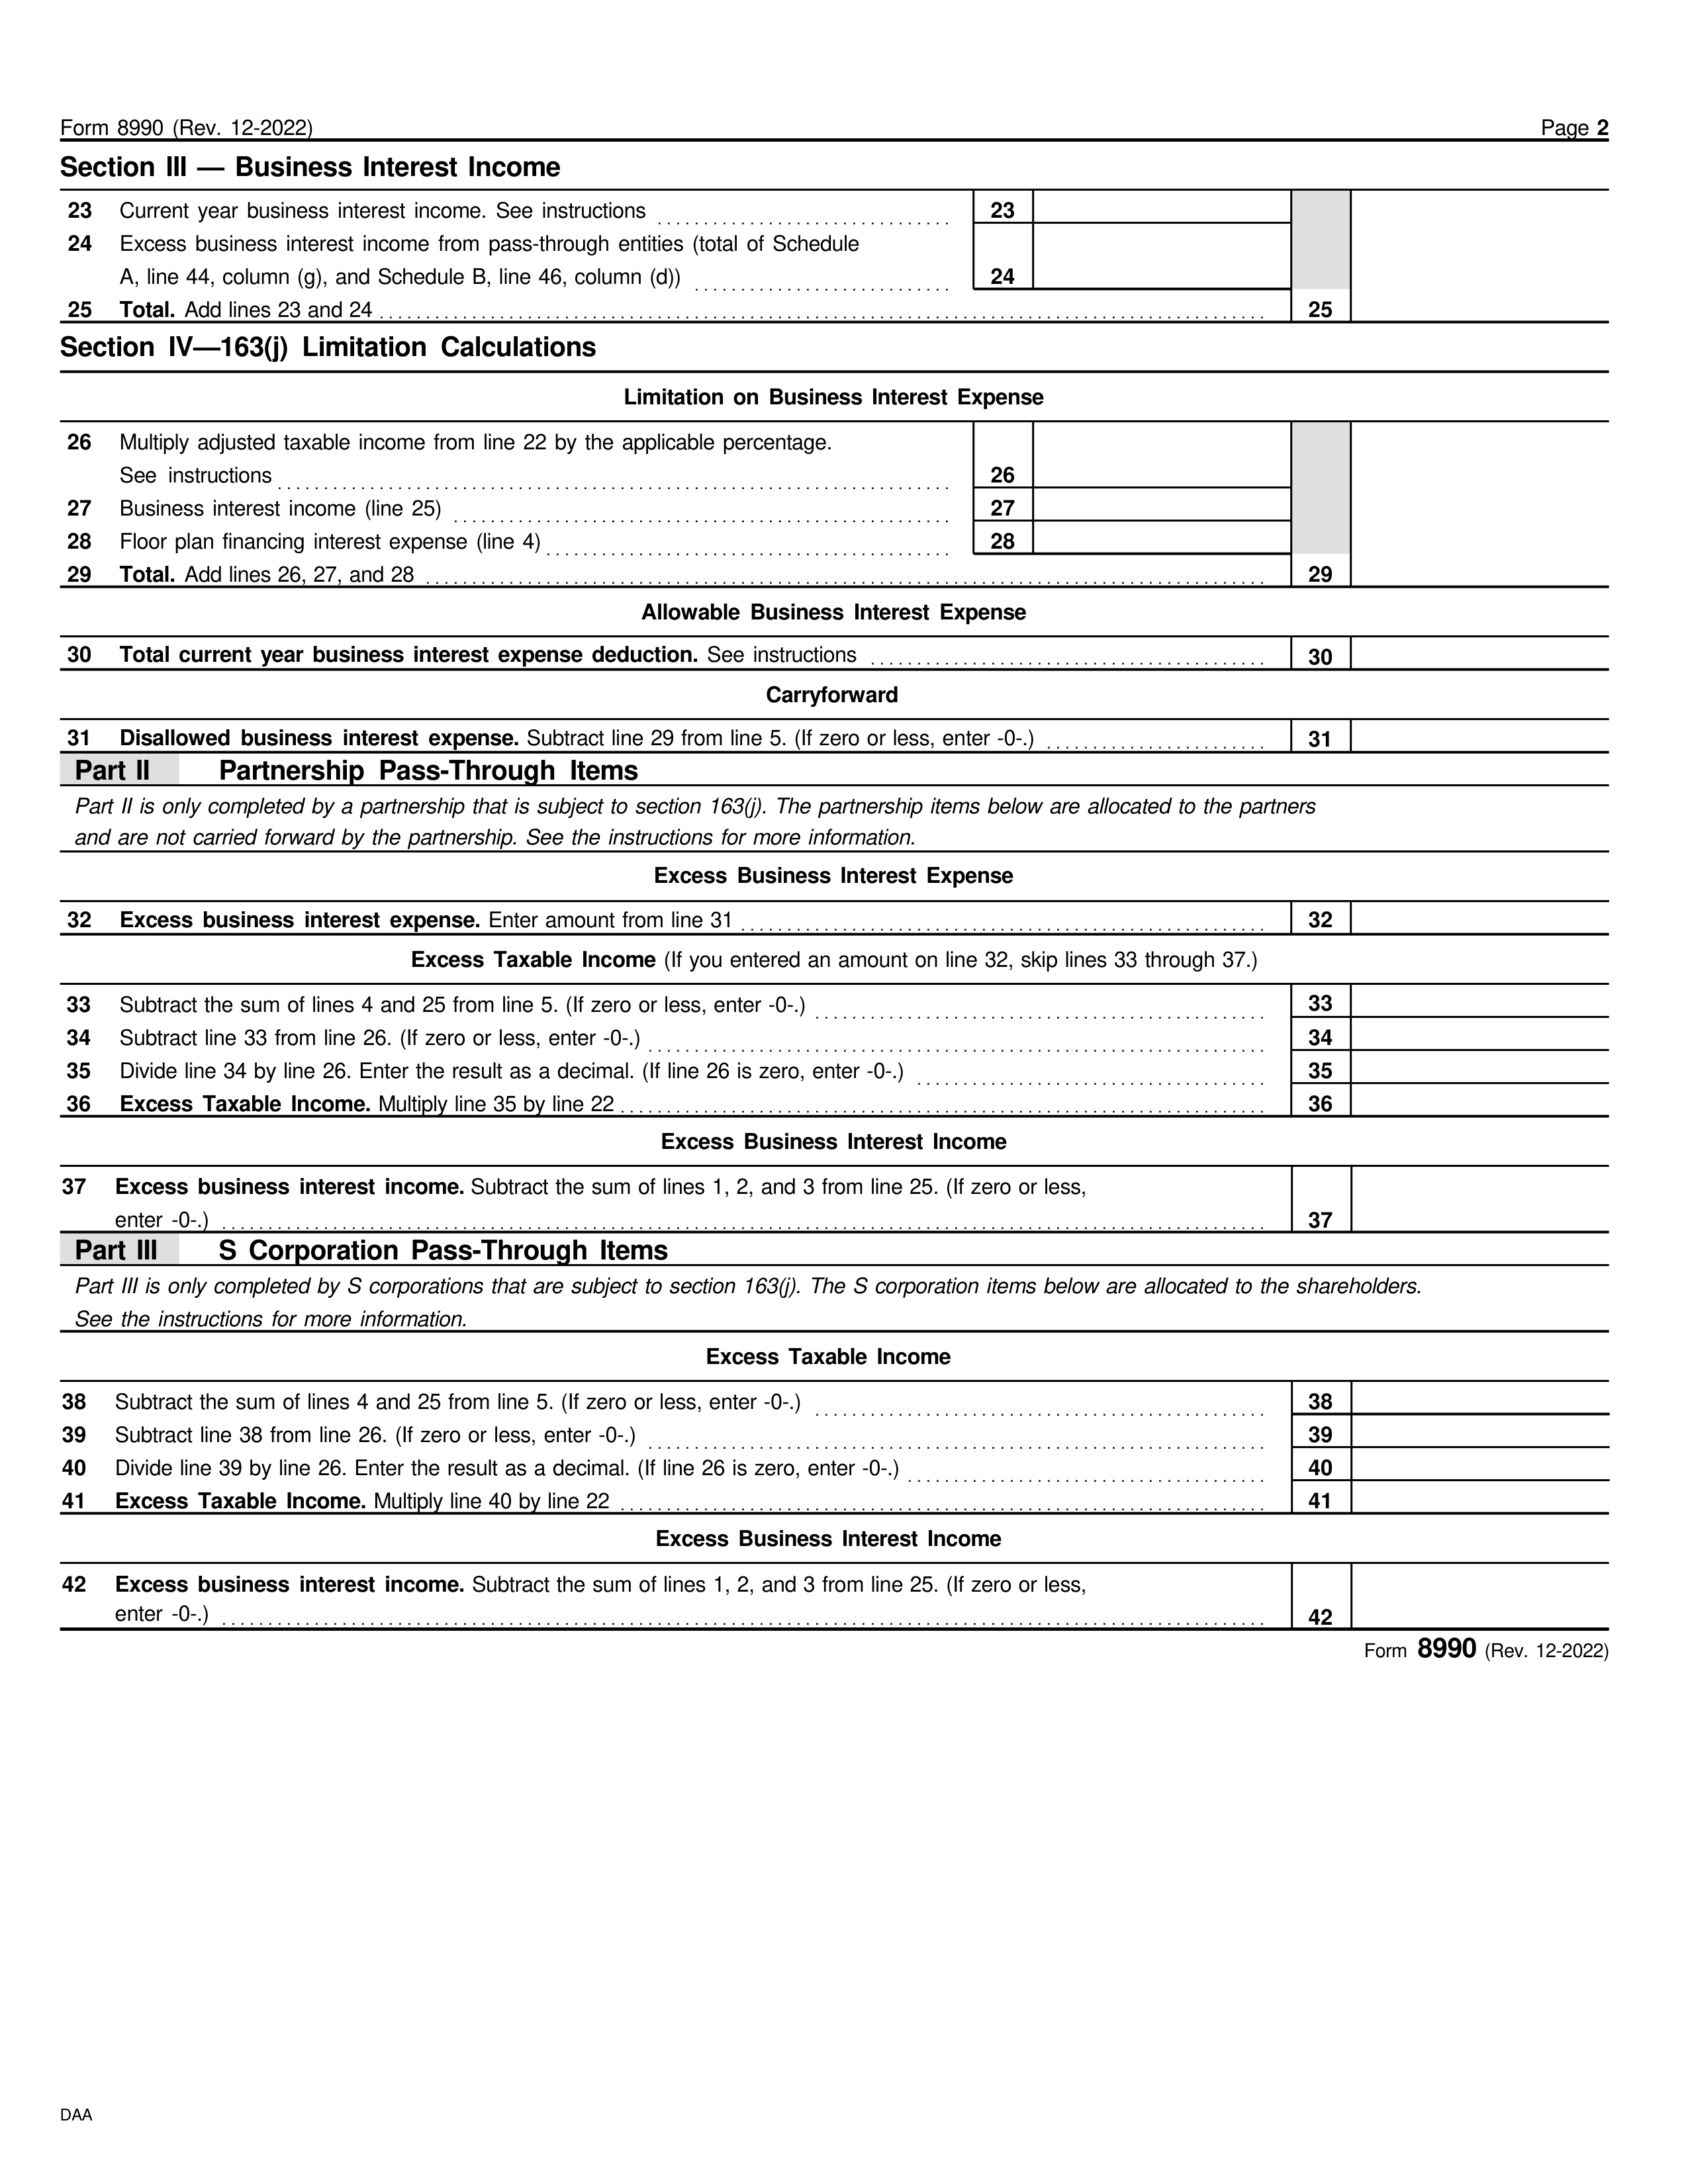 Form 8990 (Rev. 12-2022) Page 2
Section III — Business Interest Income
23 Current year business interest income. See instructions 23
24 Excess business interest income from pass-through entities (total of Schedule
A, line 44, column (g), and Schedule B, line 46, column (d)) 24
25 Total. Add lines 23 and 24 25
Section IV—163(j) Limitation Calculations
Limitation on Business Interest Expense
26 Multiply adjusted taxable income from line 22 by the applicable percentage.
See instructions 26
27 Business interest income (line 25) 27
28 Floor plan financing interest expense (line 4) 28
29 Total. Add lines 26, 27, and 28 29
Allowable Business Interest Expense
30 Total current year business interest expense deduction. See instructions 30
Carryforward
31 Disallowed business interest expense. Subtract line 29 from line 5. (If zero or less, enter -0-.) 31
Part II Partnership Pass-Through Items
Part II is only completed by a partnership that is subject to section 163(j). The partnership items below are allocated to the partners
and are not carried forward by the partnership. See the instructions for more information.
Excess Business Interest Expense
32 Excess business interest expense. Enter amount from line 31 32
Excess Taxable Income (If you entered an amount on line 32, skip lines 33 through 37.)
33 Subtract the sum of lines 4 and 25 from line 5. (If zero or less, enter -0-.) 33
34 Subtract line 33 from line 26. (If zero or less, enter -0-.) 34
35 Divide line 34 by line 26. Enter the result as a decimal. (If line 26 is zero, enter -0-.) 35
36 Excess Taxable Income. Multiply line 35 by line 22 36
Excess Business Interest Income
37 Excess business interest income. Subtract the sum of lines 1, 2, and 3 from line 25. (If zero or less,
enter -0-.) 37
Part III S Corporation Pass-Through Items
Part III is only completed by S corporations that are subject to section 163(j). The S corporation items below are allocated to the shareholders.
See the instructions for more information.
Excess Taxable Income
38 Subtract the sum of lines 4 and 25 from line 5. (If zero or less, enter -0-.) 38
39 Subtract line 38 from line 26. (If zero or less, enter -0-.) 39
40 Divide line 39 by line 26. Enter the result as a decimal. (If line 26 is zero, enter -0-.) 40
41 Excess Taxable Income. Multiply line 40 by line 22 41
Excess Business Interest Income
42 Excess business interest income. Subtract the sum of lines 1, 2, and 3 from line 25. (If zero or less,
enter -0-.) 42
Form 8990 (Rev. 12-2022)
DAA